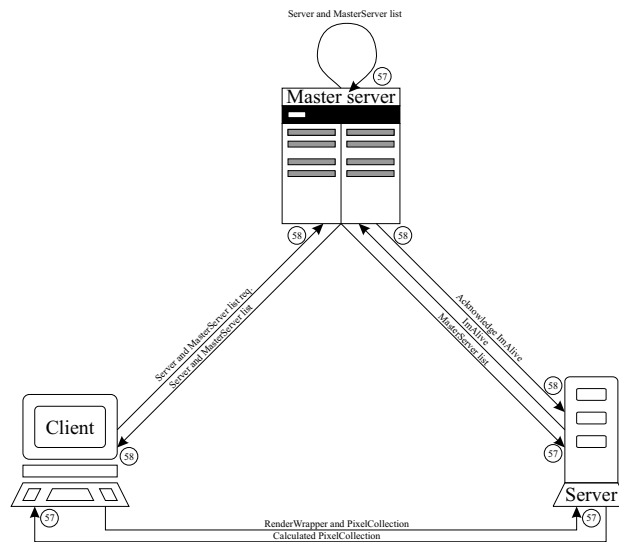 Server and MasterServer list
57
Master server
58
58
Server and MasterServer list req.
Server and MasterServer list
Acknowledge ImAlive
ImAlive
MasterServer list
58
57
Client
58
Server
57
57
RenderWrapper and PixelCollection
Calculated PixelCollection